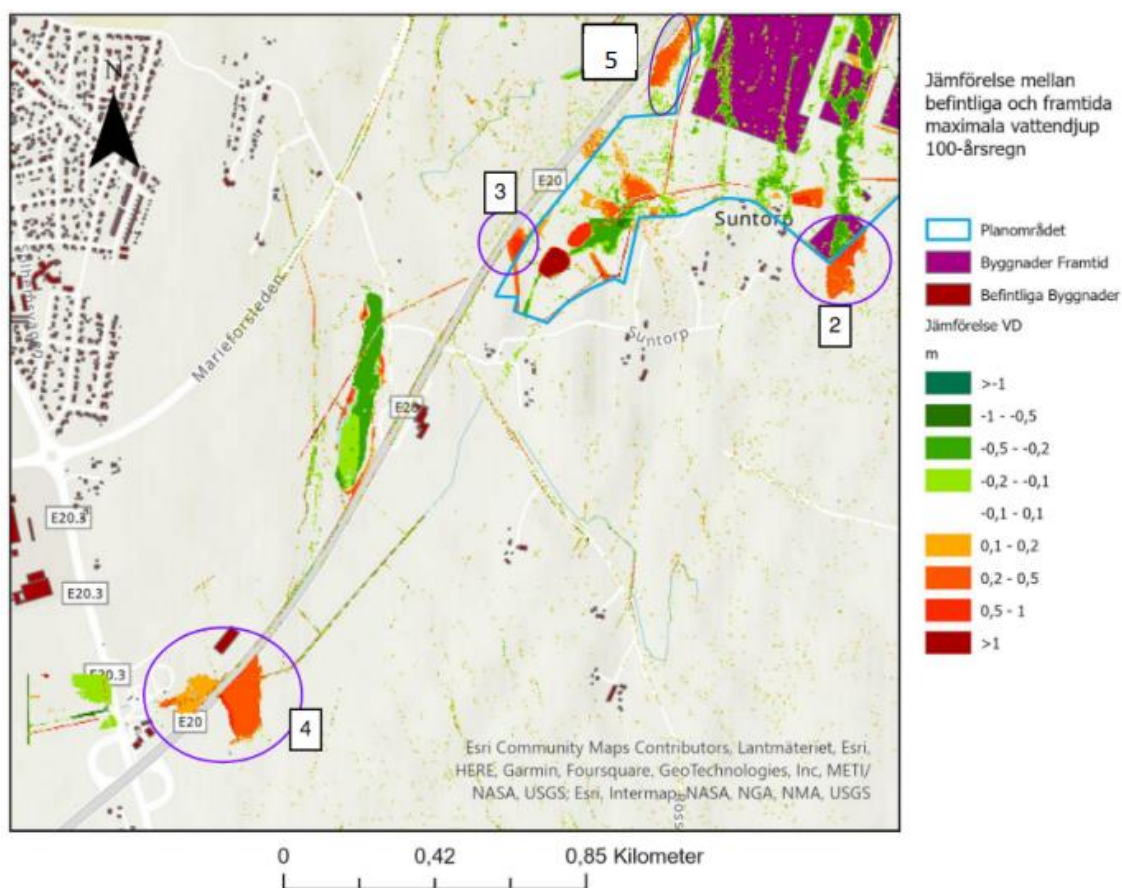 5
N
E20
3
Suntorp
2
Suntorp
Marieforsleden
E20
E20.3
E20.3
E20.3
E20
4
Esri Community Maps Contributors, Lantmäteriet, Esri,
HERE, Garmin, Foursquare, GeoTechnologies, Inc, METI/
NASA, USGS; Esri, Intermap, NASA, NGA, NMA, USGS
0
0,42
0,85 Kilometer
Jämförelse mellan
befintliga och framtida
maximala vattendjup
100-årsregn
Planområdet
Byggnader Framtid
Befintliga Byggnader
Jämförelse VD
m
>-1
-1 - -0,5
-0,5 - -0,2
-0,2 - -0,1
-0,1 - 0,1
0,1 - 0,2
0,2 - 0,5
0,5 - 1
>1